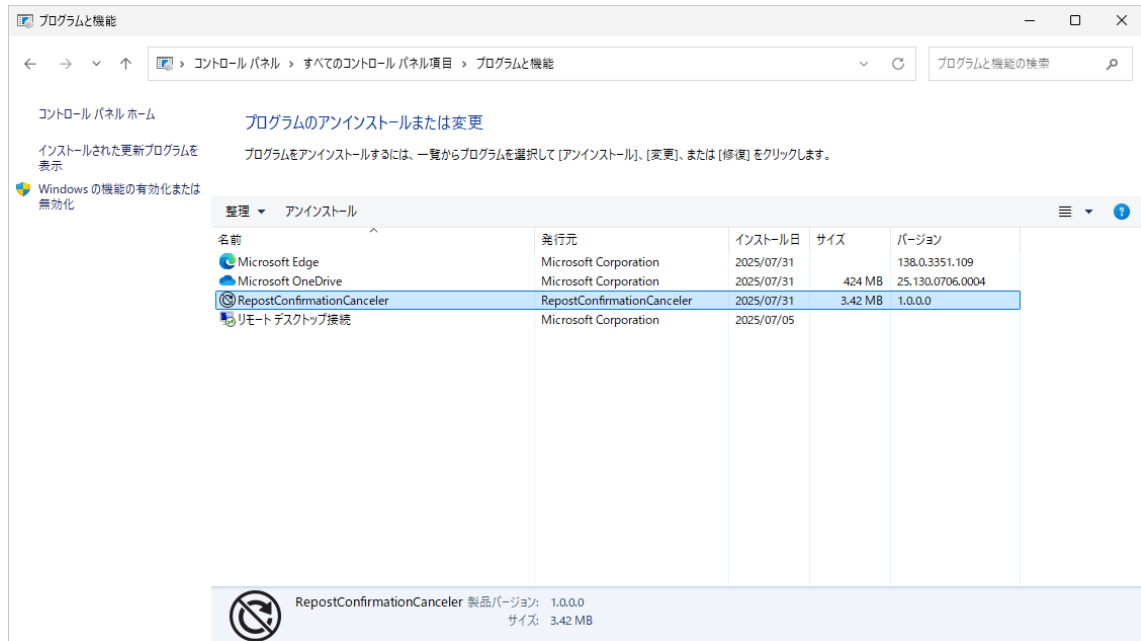 プログラムと機能
コントロール パネル › すべてのコントロール パネル項目 › プログラムと機能
プログラムと機能の検索
コントロール パネル ホーム
インストールされた更新プログラムを
表示
Windows の機能の有効化または
無効化
プログラムのアンインストールまたは変更
プログラムをアンインストールするには、一覧からプログラムを選択して [アンインストール]、[変更]、または [修復] をクリックします。
整理 アンインストール
名前 発行元 インストール日 サイズ バージョン
Microsoft Edge Microsoft Corporation 2025/07/31 138.0.3351.109
Microsoft OneDrive Microsoft Corporation 2025/07/31 424 MB 25.130.0706.0004
RepostConfirmationCanceler RepostConfirmationCanceler 2025/07/31 3.42 MB 1.0.0.0
リモート デスクトップ接続 Microsoft Corporation 2025/07/05
RepostConfirmationCanceler 製品バージョン: 1.0.0.0
サイズ: 3.42 MB